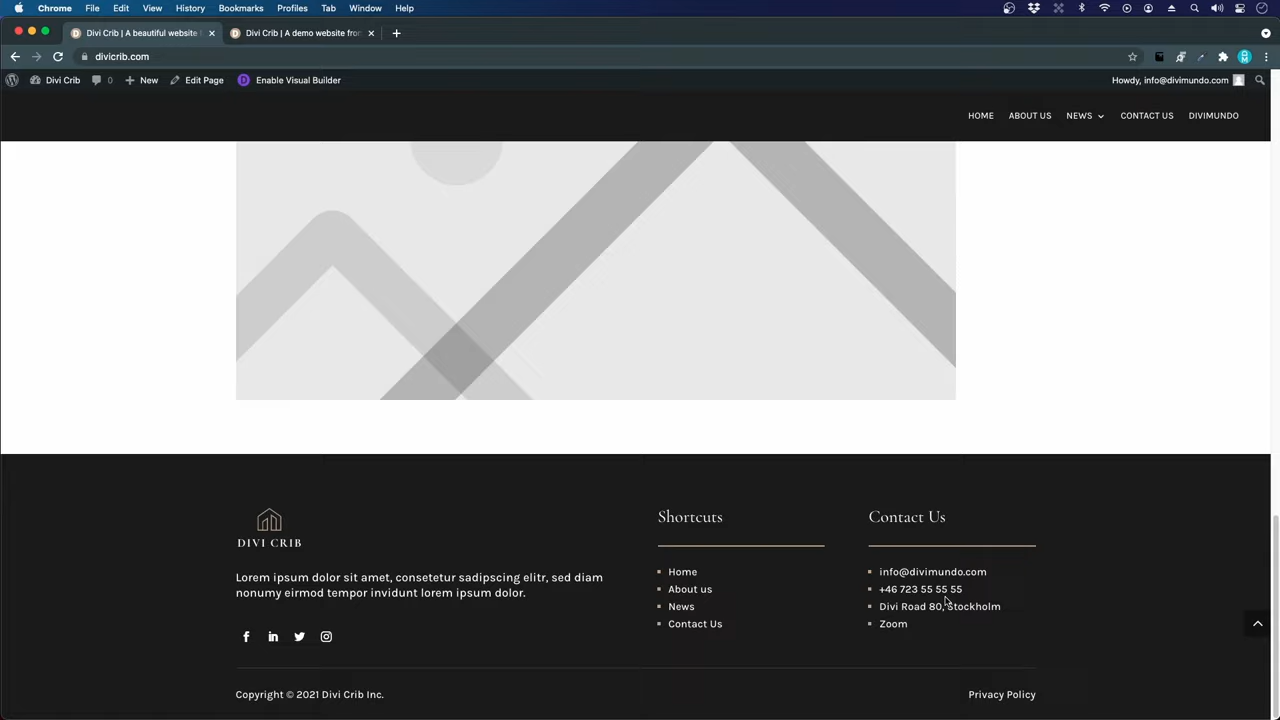 Chrome File Edit View History Bookmarks Profiles Tab Window Help
Divi Crib | A beautiful website
Divi Crib | A demo website from
divicrib.com
Divi Crib 0 New Edit Page Enable Visual Builder Howdy, info@divimundo.com
HOME ABOUT US NEWS CONTACT US DIVIMUNDO
DIVI CRIB
Lorem ipsum dolor sit amet, consetetur sadipscing elitr, sed diam
nonumy eirmod tempor invidunt lorem ipsum dolor.
Shortcuts
Home
About us
News
Contact Us
Contact Us
info@divimundo.com
+46 723 55 55 55
Divi Road 80, Stockholm
Zoom
Copyright © 2021 Divi Crib Inc.
Privacy Policy